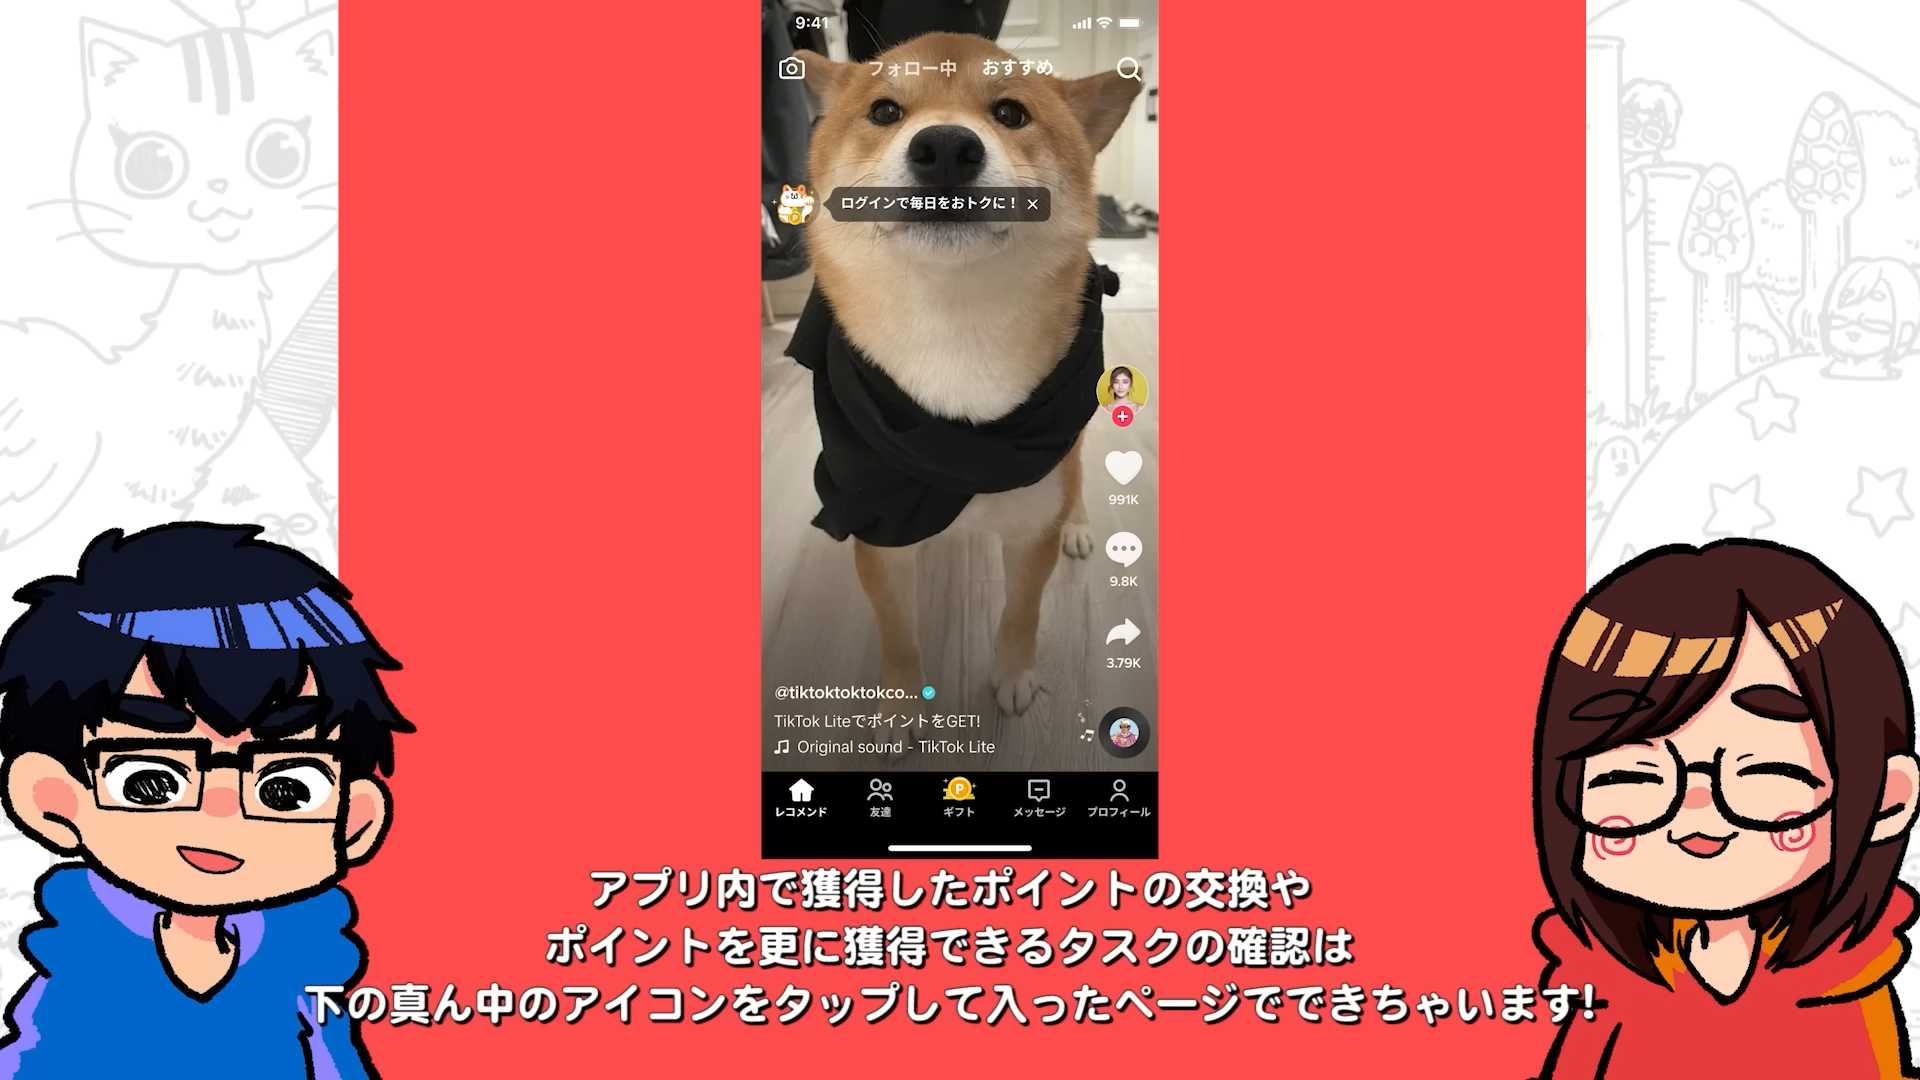 9:41
フォロー中
おすすめ
ログインで毎日をおトクに！
991K
9.8K
3.79K
@tiktoktoktokco...
TikTok LiteでポイントをGET!
Original sound - TikTok Lite
P
レコメンド
友達
ギフト
メッセージ
プロフィール
アプリ内で獲得したポイントの交換や
ポイントを更に獲得できるタスクの確認は
下の真ん中のアイコンをタップして入ったページでできちゃいます!